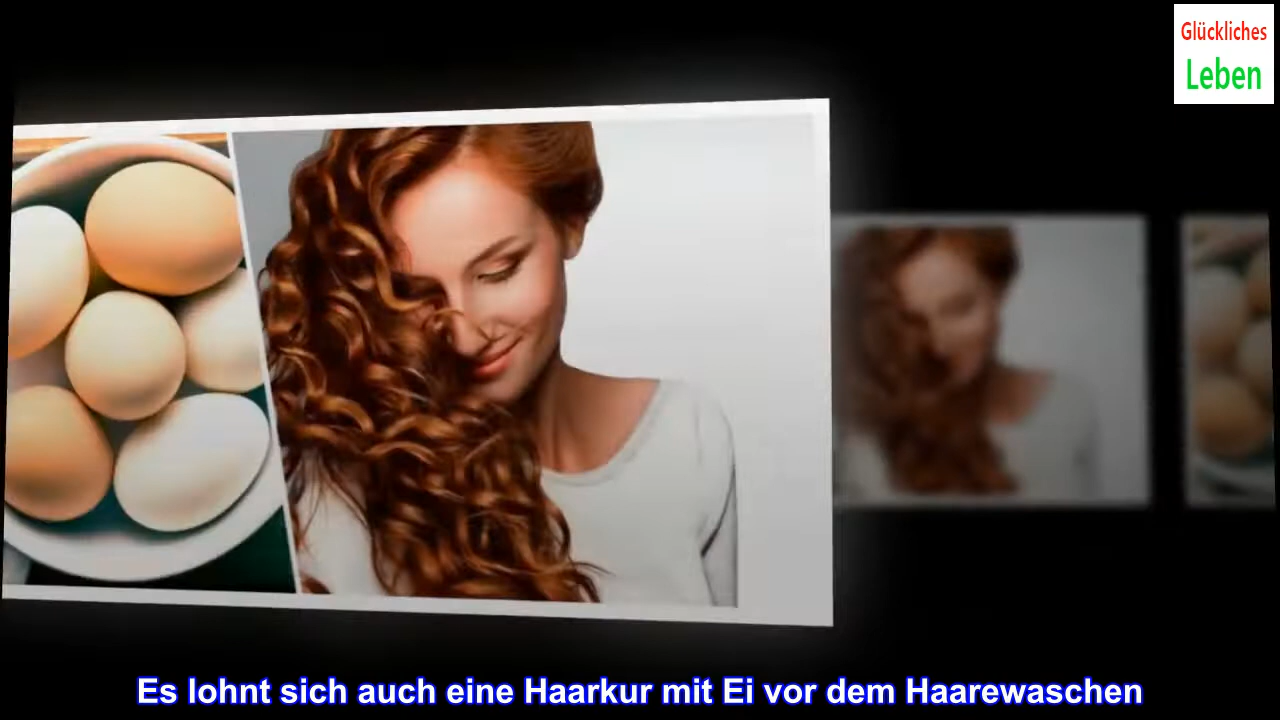 Glückliches
Leben
Es lohnt sich auch eine Haarkur mit Ei vor dem Haarewaschen